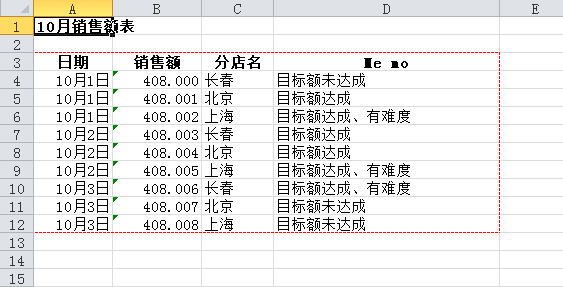 A B C D E
1 10月销售额表
2
3 日期 销售额 分店名 Me mo
4 10月1日 408.000 长春 目标额未达成
5 10月1日 408.001 北京 目标额达成
6 10月1日 408.002 上海 目标额达成、有难度
7 10月2日 408.003 长春 目标额达成
8 10月2日 408.004 北京 目标额达成
9 10月2日 408.005 上海 目标额达成、有难度
10 10月3日 408.006 长春 目标额达成、有难度
11 10月3日 408.007 北京 目标额未达成
12 10月3日 408.008 上海 目标额未达成
13
14
15